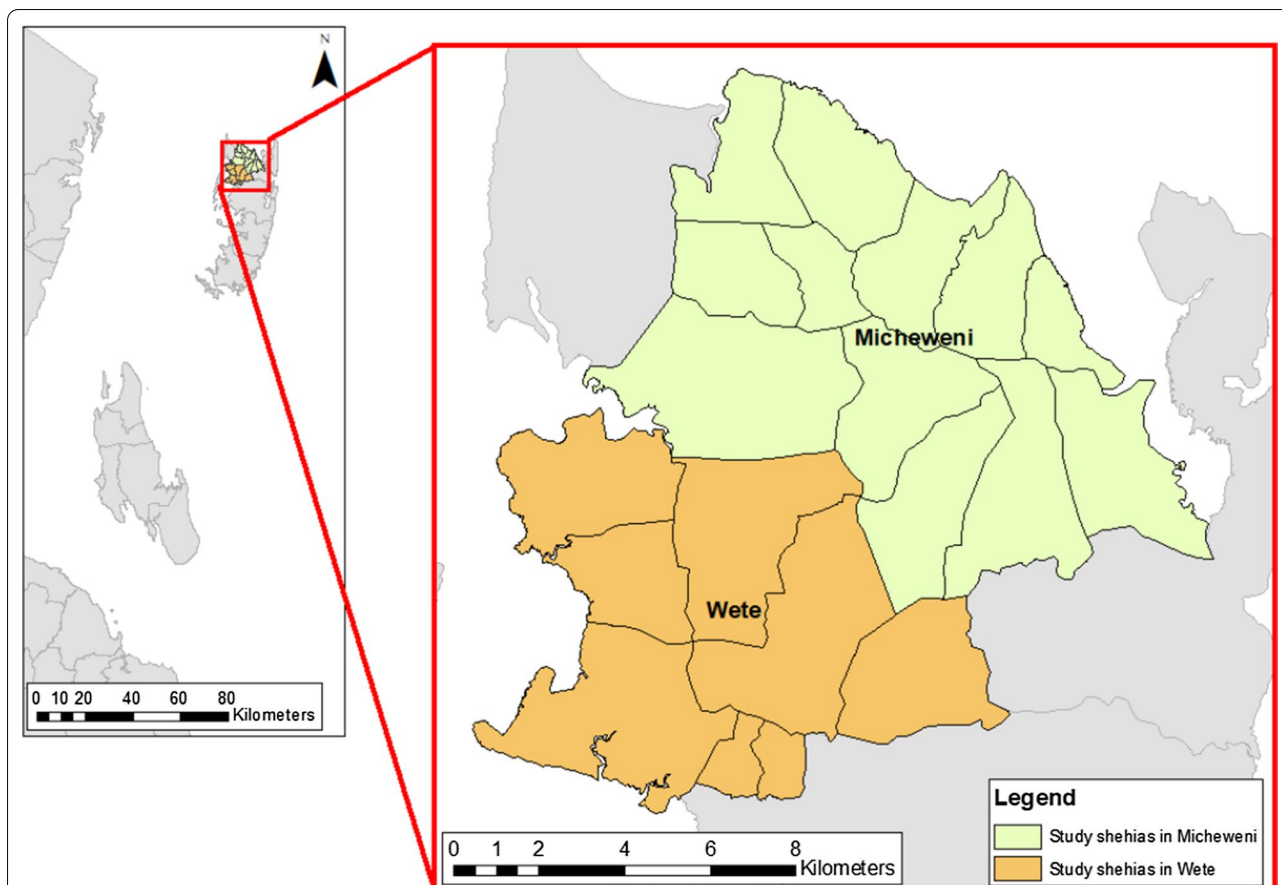 N
0 10 20 40 60 80
Kilometers
Micheweni
Wete
0 1 2 4 6 8
Kilometers
Legend
Study shehias in Micheweni
Study shehias in Wete